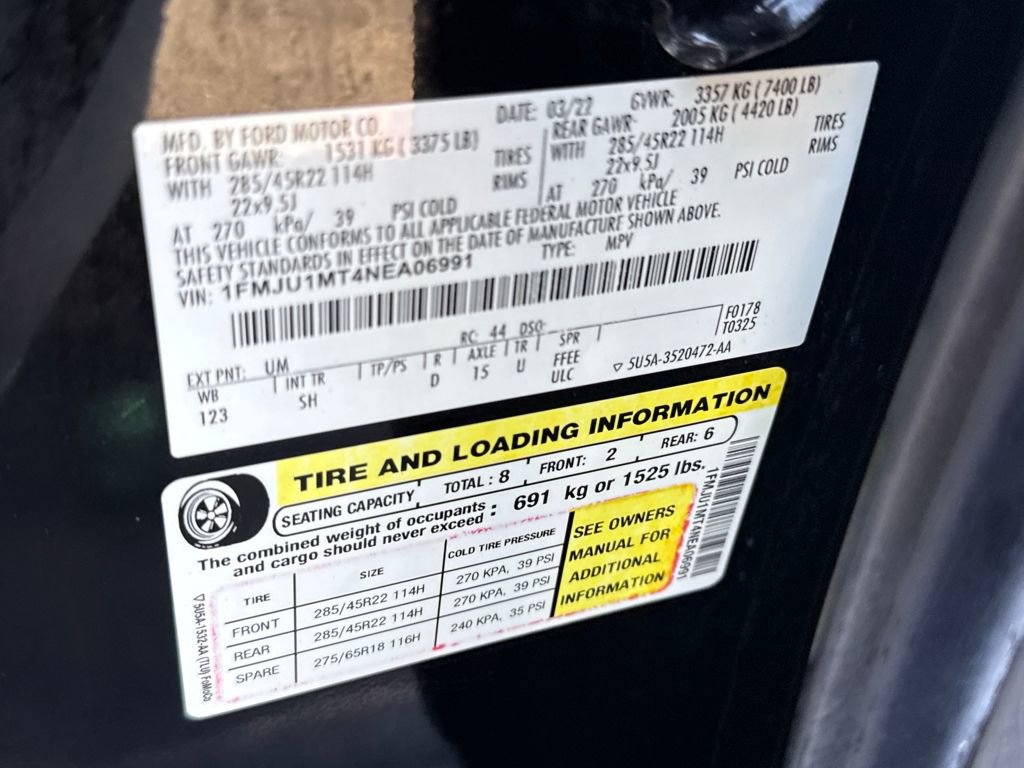 MFD. BY FORD MOTOR CO.
DATE: 03/22 GVWR: 3357 KG ( 7400 LB)
FRONT GAWR: 1531 KG ( 3375 LB)
REAR GAWR: 2005 KG ( 4420 LB)
WITH 285/45R22 114H TIRES
WITH 285/45R22 114H TIRES
22x9.5J RIMS
22x9.5J RIMS
AT 270 kPa/ 39 PSI COLD
AT 270 kPa/ 39 PSI COLD
THIS VEHICLE CONFORMS TO ALL APPLICABLE FEDERAL MOTOR VEHICLE
SAFETY STANDARDS IN EFFECT ON THE DATE OF MANUFACTURE SHOWN ABOVE.
VIN: 1FMJU1MT4NEA06991
TYPE: MPV
F0178
T0325
EXT PNT: UM RC: 44 DSO:
WB INT TR TP/PS R AXLE TR SPR
123 SH D 15 U FFEE
ULC
▽ 5U5A-3520472-AA
TIRE AND LOADING INFORMATION
SEATING CAPACITY TOTAL : 8 FRONT: 2 REAR: 6
The combined weight of occupants
and cargo should never exceed : 691 kg or 1525 lbs.
TIRE SIZE COLD TIRE PRESSURE
FRONT 285/45R22 114H 270 KPA, 39 PSI
REAR 285/45R22 114H 270 KPA, 39 PSI
SPARE 275/65R18 116H 240 KPA, 35 PSI
SEE OWNERS
MANUAL FOR
ADDITIONAL
INFORMATION
1FMJU1MT4NEA06991
▽ 5U5A-1532-AA (TLU) FoMoCo